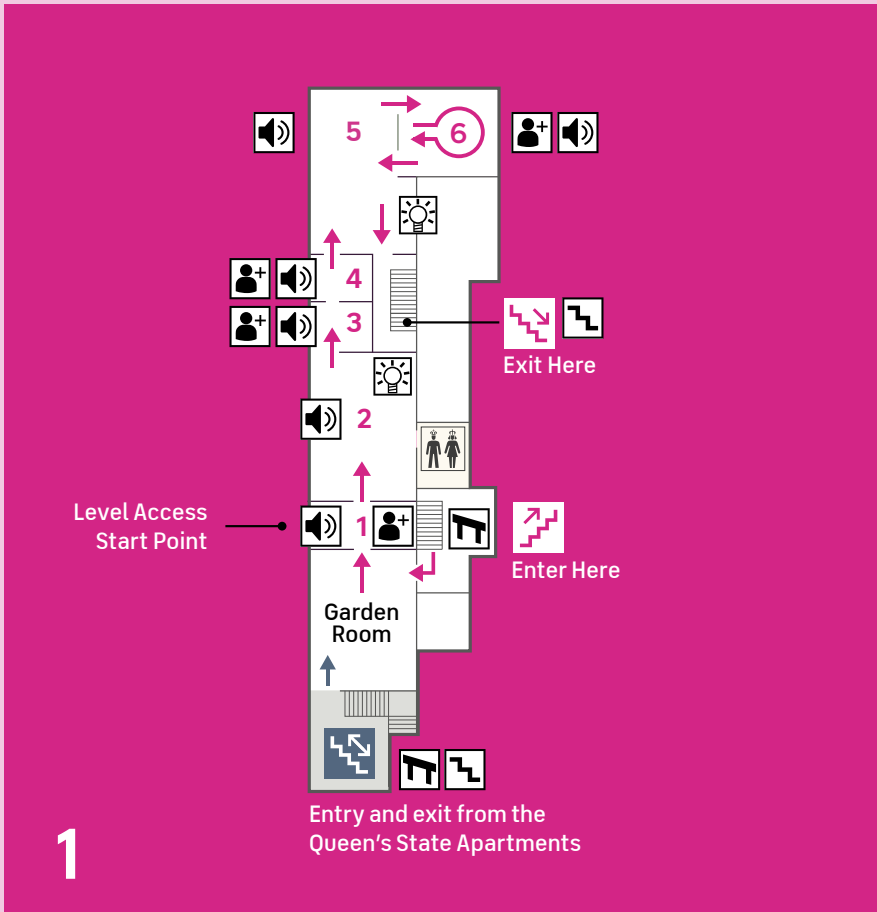 5
6
4
3
Exit Here
2
Level Access
Start Point
1
Enter Here
Garden
Room
Entry and exit from the
Queen's State Apartments
1